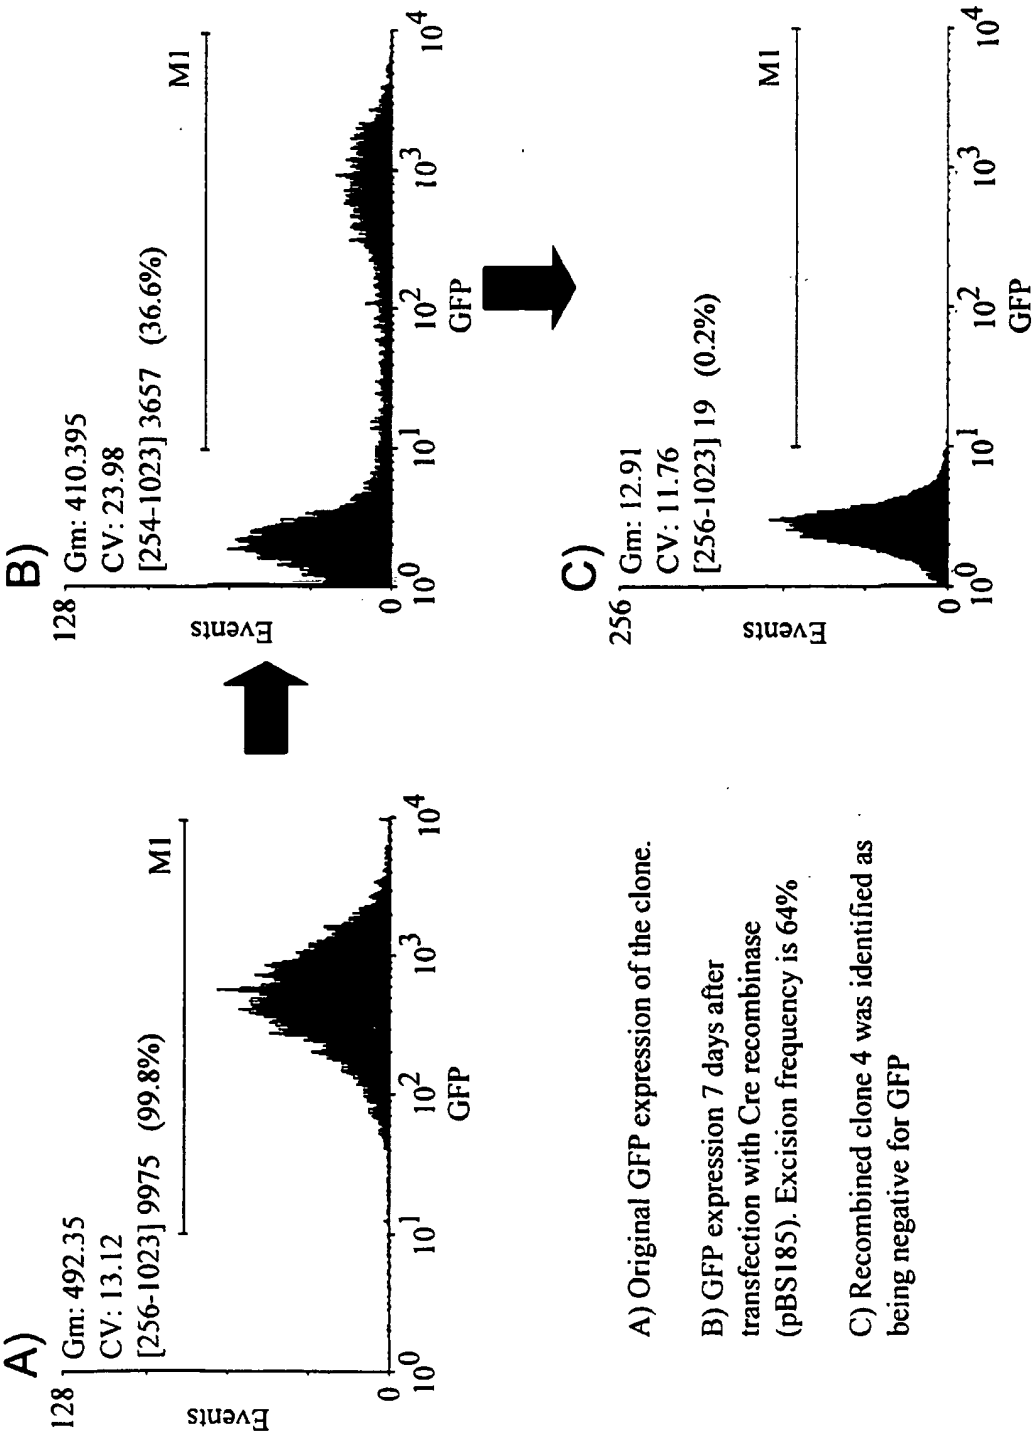 A)
Gm: 492.35
CV: 13.12
[256-1023] 9975 (99.8%)
M1
128
Events
0
10^0 10^1 10^2 10^3 10^4
GFP
B)
Gm: 410.395
CV: 23.98
[254-1023] 3657 (36.6%)
M1
128
Events
0
10^0 10^1 10^2 10^3 10^4
GFP
C)
Gm: 12.91
CV: 11.76
[256-1023] 19 (0.2%)
M1
256
Events
0
10^0 10^1 10^2 10^3 10^4
GFP
A) Original GFP expression of the clone.
B) GFP expression 7 days after
transfection with Cre recombinase
(pBS185). Excision frequency is 64%
C) Recombined clone 4 was identified as
being negative for GFP